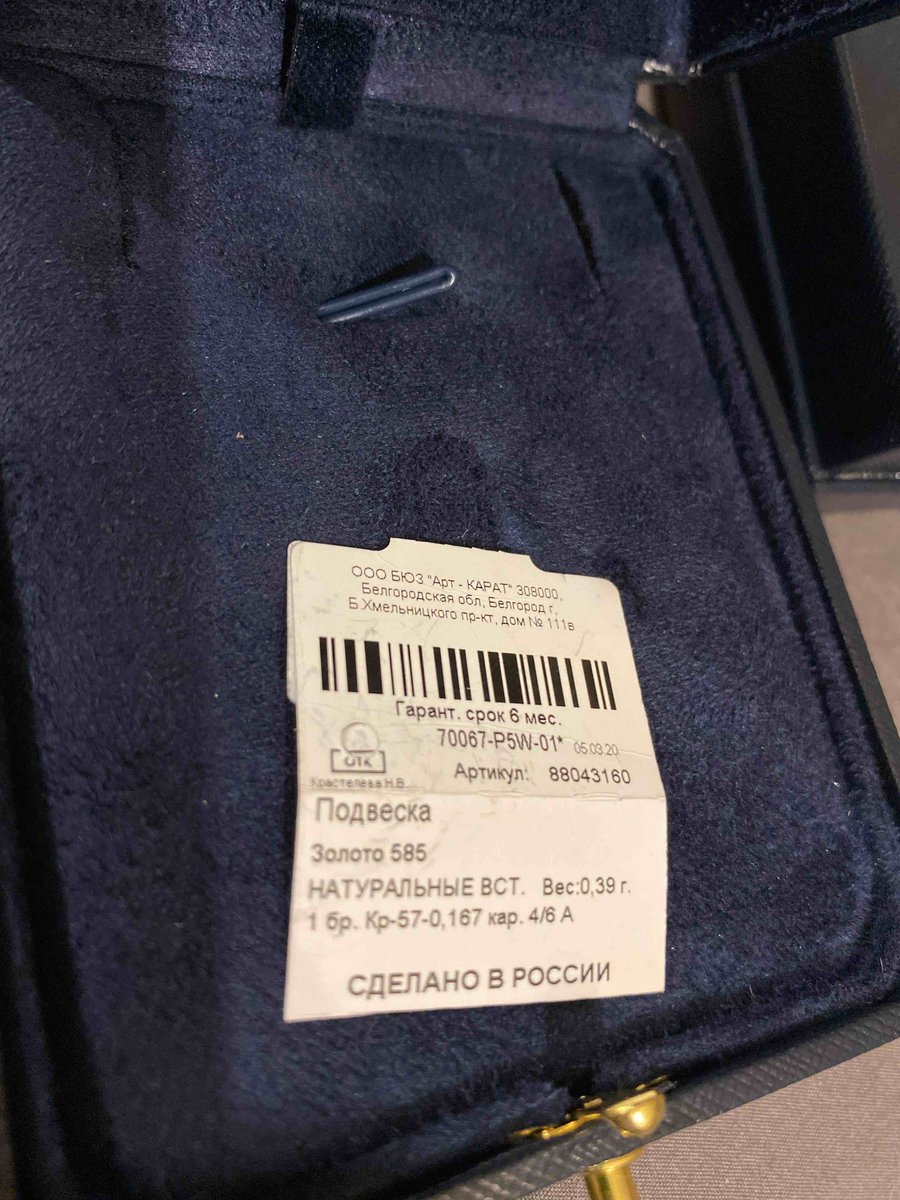 ООО БЮЗ "Арт - КАРАТ" 308000,
Белгородская обл, Белгород г,
Б.Хмельницкого пр-кт, дом № 111в
Гарант. срок 6 мес.
70067-P5W-01* 05.03.20
ОТК
Артикул: 88043160
Крастелева Н.В.
Подвеска
Золото 585
НАТУРАЛЬНЫЕ ВСТ. Вес:0,39 г.
1 бр. Кр-57-0,167 кар. 4/6 А
СДЕЛАНО В РОССИИ